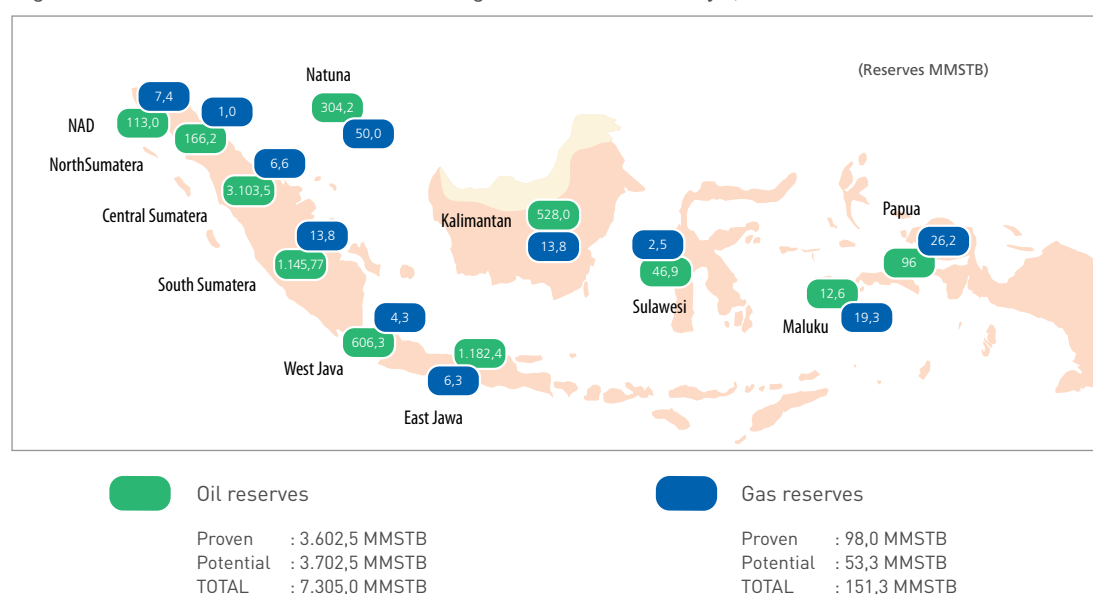 (Reserves MMSTB)
Natuna
304,2
50,0
7,4
NAD
113,0
1,0
166,2
NorthSumatera
6,6
3.103,5
Central Sumatera
13,8
1.145,77
South Sumatera
4,3
606,3
West Java
1.182,4
6,3
East Jawa
Kalimantan
528,0
13,8
2,5
46,9
Sulawesi
12,6
19,3
Maluku
Papua
26,2
96
Oil reserves
Proven : 3.602,5 MMSTB
Potential : 3.702,5 MMSTB
TOTAL : 7.305,0 MMSTB
Gas reserves
Proven : 98,0 MMSTB
Potential : 53,3 MMSTB
TOTAL : 151,3 MMSTB